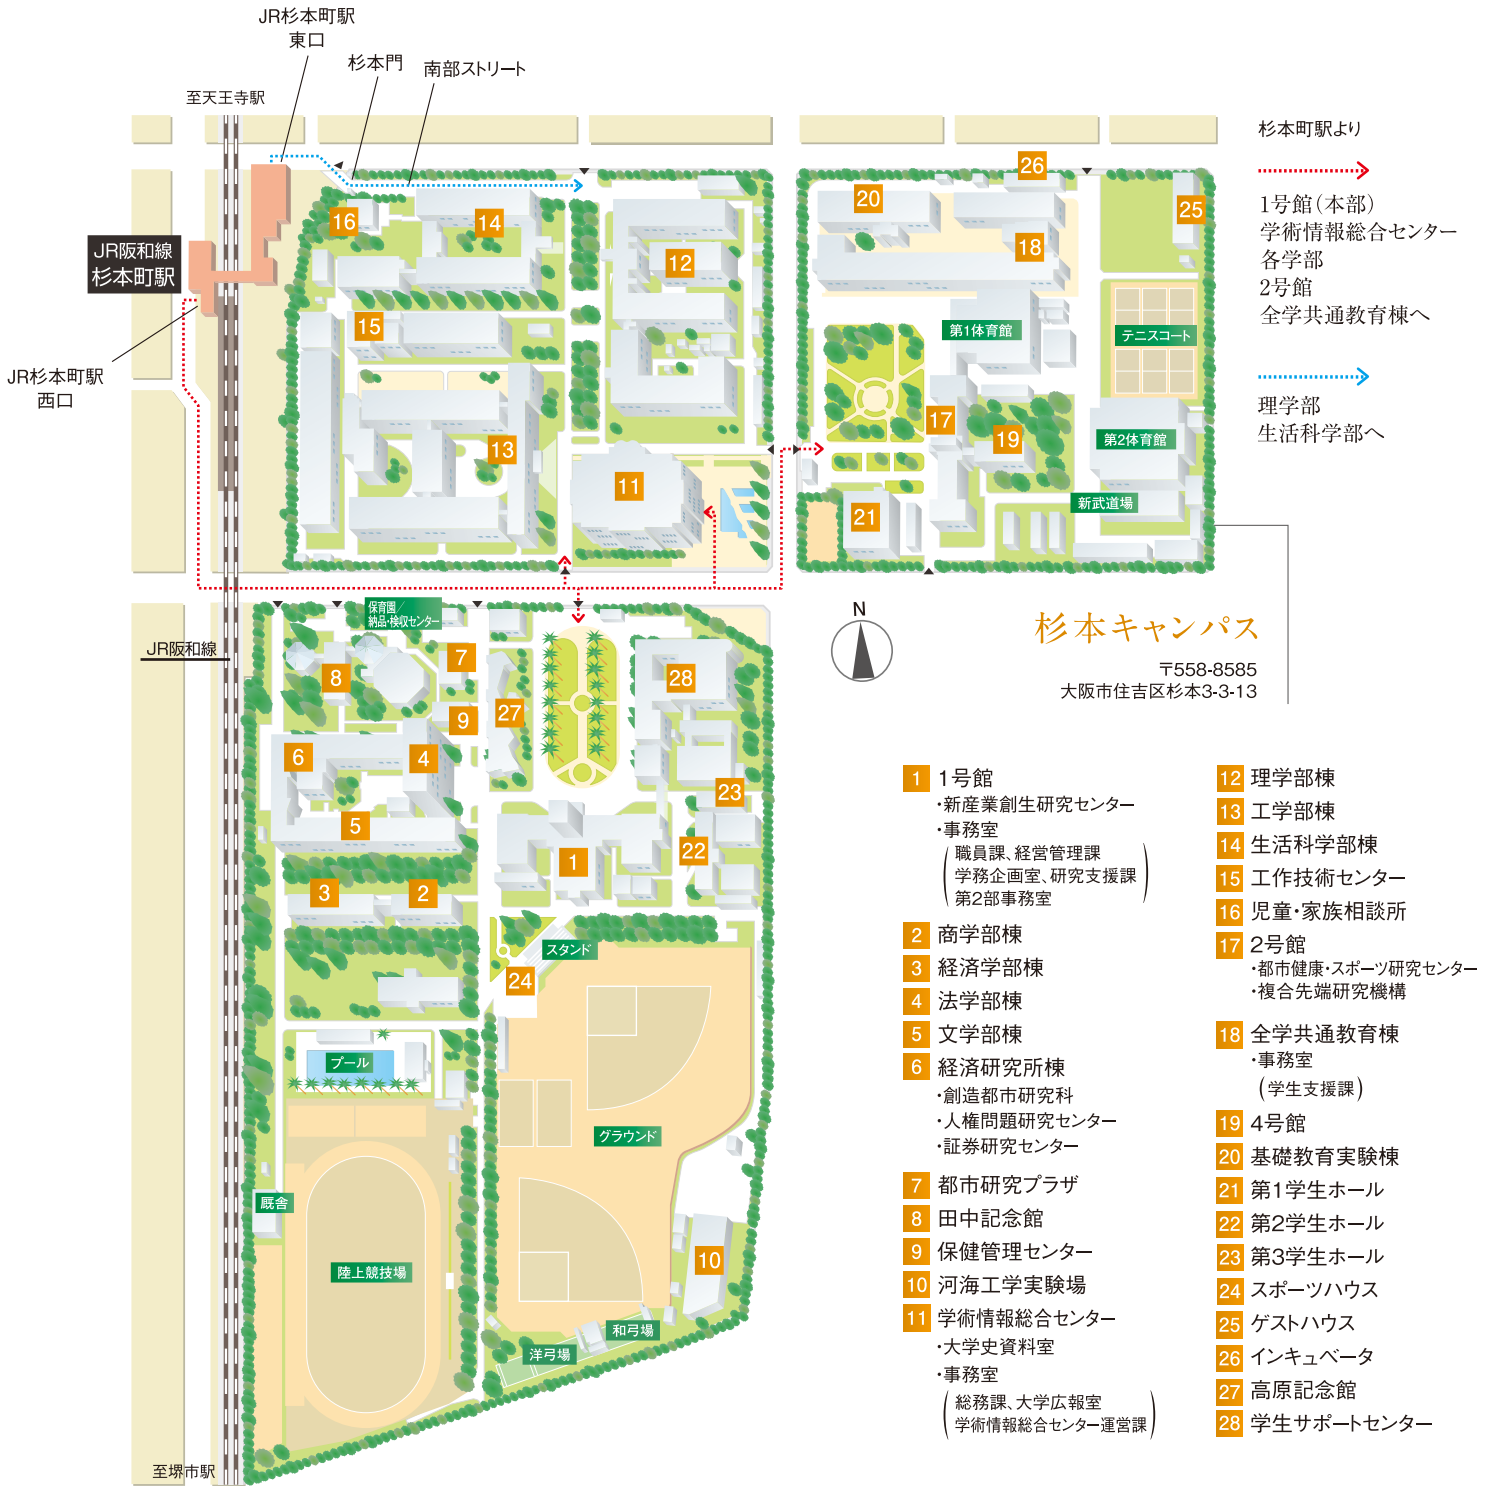 JR杉本町駅
東口
杉本門
南部ストリート
至天王寺駅
JR阪和線
杉本町駅
JR杉本町駅
西口
16
14
12
15
13
11
26
20
25
18
第1体育館
テニスコート
17
19
第2体育館
新武道場
21
杉本町駅より
1号館(本部)
学術情報総合センター
各学部
2号館
全学共通教育棟へ
理学部
生活科学部へ
JR阪和線
保育園/
納品・検収センター
7
8
28
9
27
6
4
23
5
22
1
3
2
スタンド
24
プール
グラウンド
厩舎
陸上競技場
10
和弓場
洋弓場
至堺市駅
N
杉本キャンパス
〒558-8585
大阪市住吉区杉本3-3-13
1 1号館
・新産業創生研究センター
・事務室
(職員課、経営管理課
学務企画室、研究支援課
第2部事務室)
2 商学部棟
3 経済学部棟
4 法学部棟
5 文学部棟
6 経済研究所棟
・創造都市研究科
・人権問題研究センター
・証券研究センター
7 都市研究プラザ
8 田中記念館
9 保健管理センター
10 河海工学実験場
11 学術情報総合センター
・大学史資料室
・事務室
(総務課、大学広報室
学術情報総合センター運営課)
12 理学部棟
13 工学部棟
14 生活科学部棟
15 工作技術センター
16 児童・家族相談所
17 2号館
・都市健康・スポーツ研究センター
・複合先端研究機構
18 全学共通教育棟
・事務室
(学生支援課)
19 4号館
20 基礎教育実験棟
21 第1学生ホール
22 第2学生ホール
23 第3学生ホール
24 スポーツハウス
25 ゲストハウス
26 インキュベータ
27 高原記念館
28 学生サポートセンター